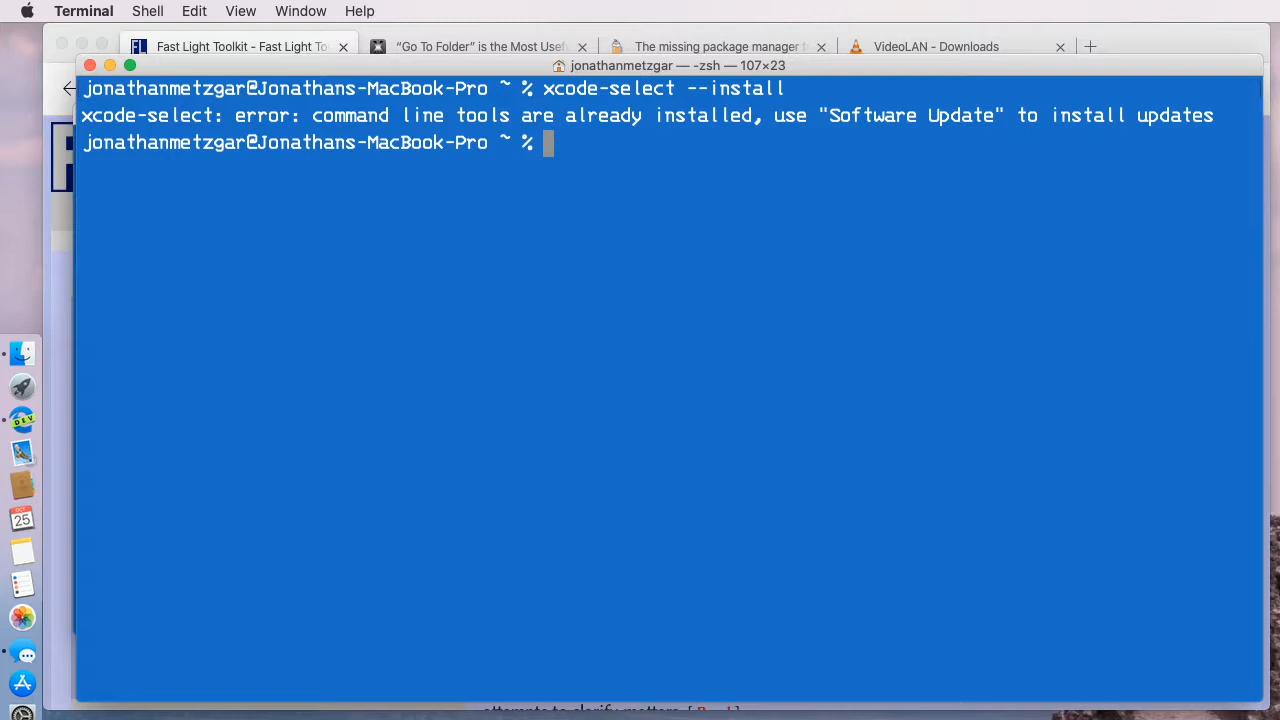 Terminal Shell Edit View Window Help
Fast Light Toolkit - Fast Light To
"Go To Folder" is the Most Usef
The missing package manager f
VideoLAN - Downloads
jonathanmetzgar — -zsh — 107×23
jonathanmetzgar@Jonathans-MacBook-Pro ~ % xcode-select --install
xcode-select: error: command line tools are already installed, use "Software Update" to install updates
jonathanmetzgar@Jonathans-MacBook-Pro ~ %
DEV
OCT
25